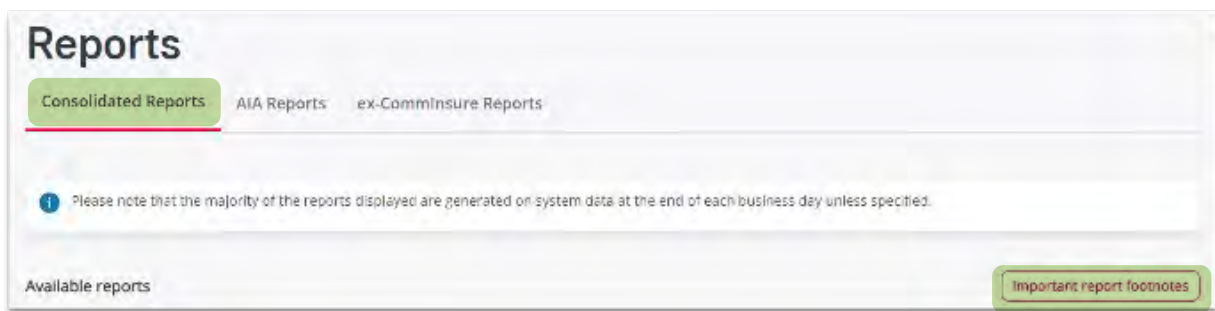 Reports
Consolidated Reports AIA Reports ex-CommInsure Reports
Please note that the majority of the reports displayed are generated on system data at the end of each business day unless specified.
Available reports Important report footnotes